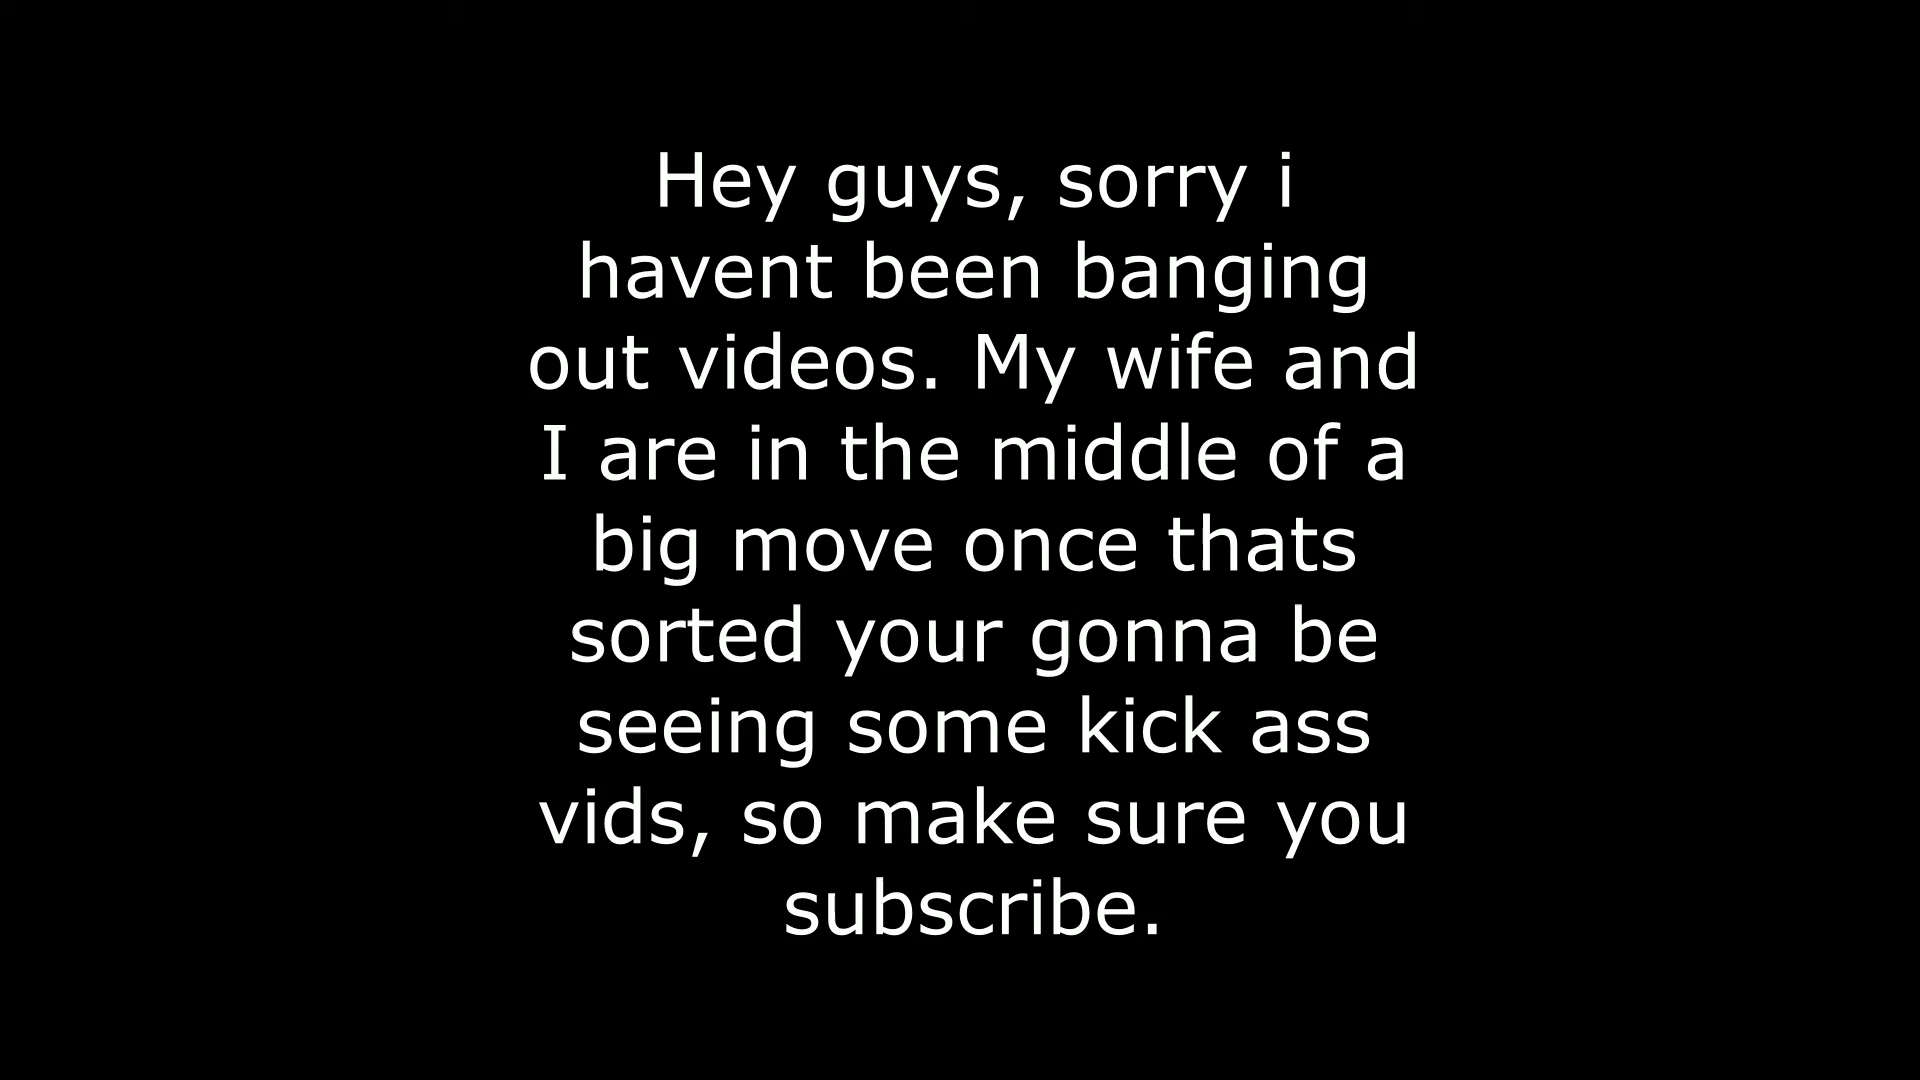 Hey guys, sorry i
havent been banging
out videos. My wife and
I are in the middle of a
big move once thats
sorted your gonna be
seeing some kick ass
vids, so make sure you
subscribe.